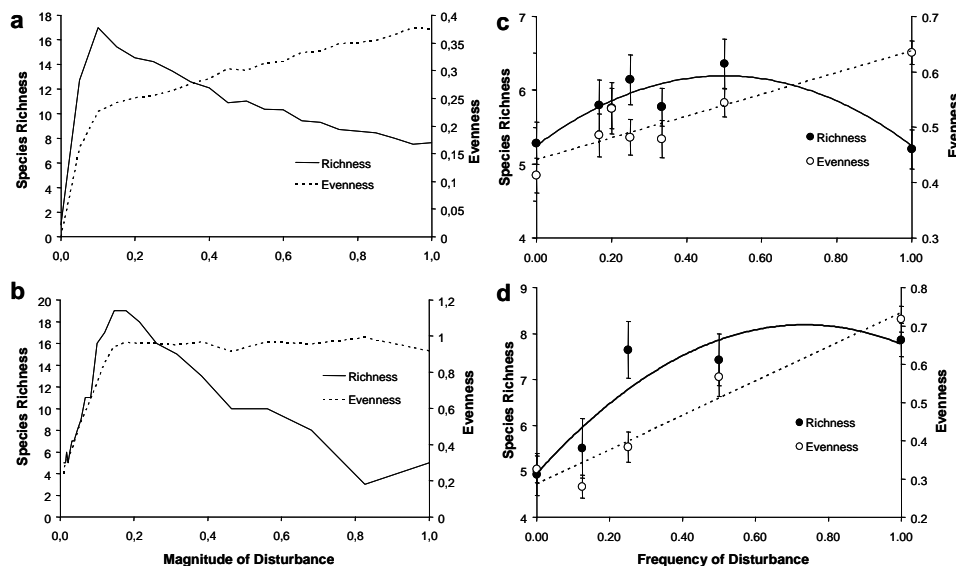 a
18
16
14
12
10
8
6
4
2
0
Species Richness
0,4
0,35
0,3
0,25
0,2
0,15
0,1
0,05
0
Evenness
Richness
Evenness
0,0 0,2 0,4 0,6 0,8 1,0
c
7
6
5
4
Species Richness
0.7
0.6
0.5
0.4
0.3
Evenness
Richness
Evenness
0.00 0.20 0.40 0.60 0.80 1.00
b
20
18
16
14
12
10
8
6
4
2
0
Species Richness
1,2
1
0,8
0,6
0,4
0,2
0
Evenness
Richness
Evenness
0,0 0,2 0,4 0,6 0,8 1,0
Magnitude of Disturbance
d
9
8
7
6
5
4
Species Richness
0.8
0.7
0.6
0.5
0.4
0.3
0.2
Evenness
Richness
Evenness
0.00 0.20 0.40 0.60 0.80 1.00
Frequency of Disturbance